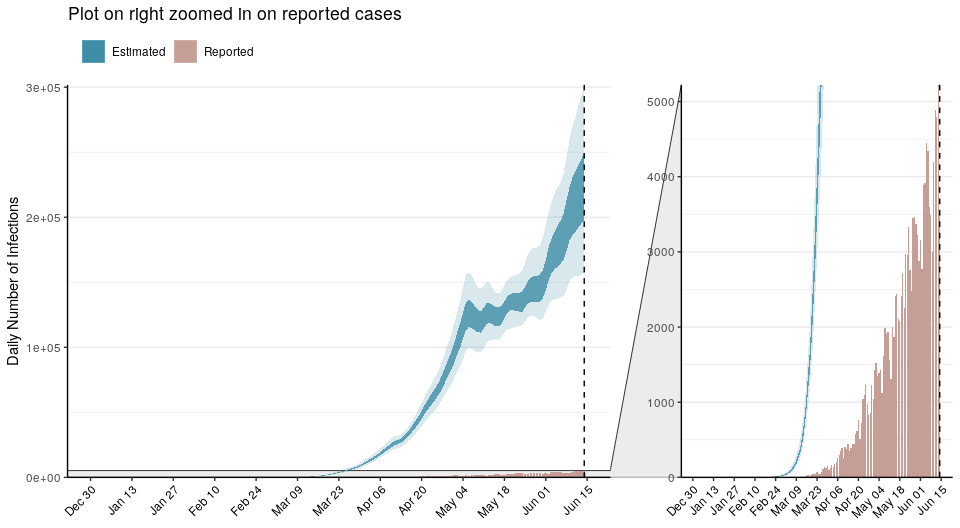 Plot on right zoomed in on reported cases
Estimated Reported
Daily Number of Infections
3e+05
2e+05
1e+05
0e+00
Dec 30 Jan 13 Jan 27 Feb 10 Feb 24 Mar 09 Mar 23 Apr 06 Apr 20 May 04 May 18 Jun 01 Jun 15
5000
4000
3000
2000
1000
0
Dec 30 Jan 13 Jan 27 Feb 10 Feb 24 Mar 09 Mar 23 Apr 06 Apr 20 May 04 May 18 Jun 01 Jun 15